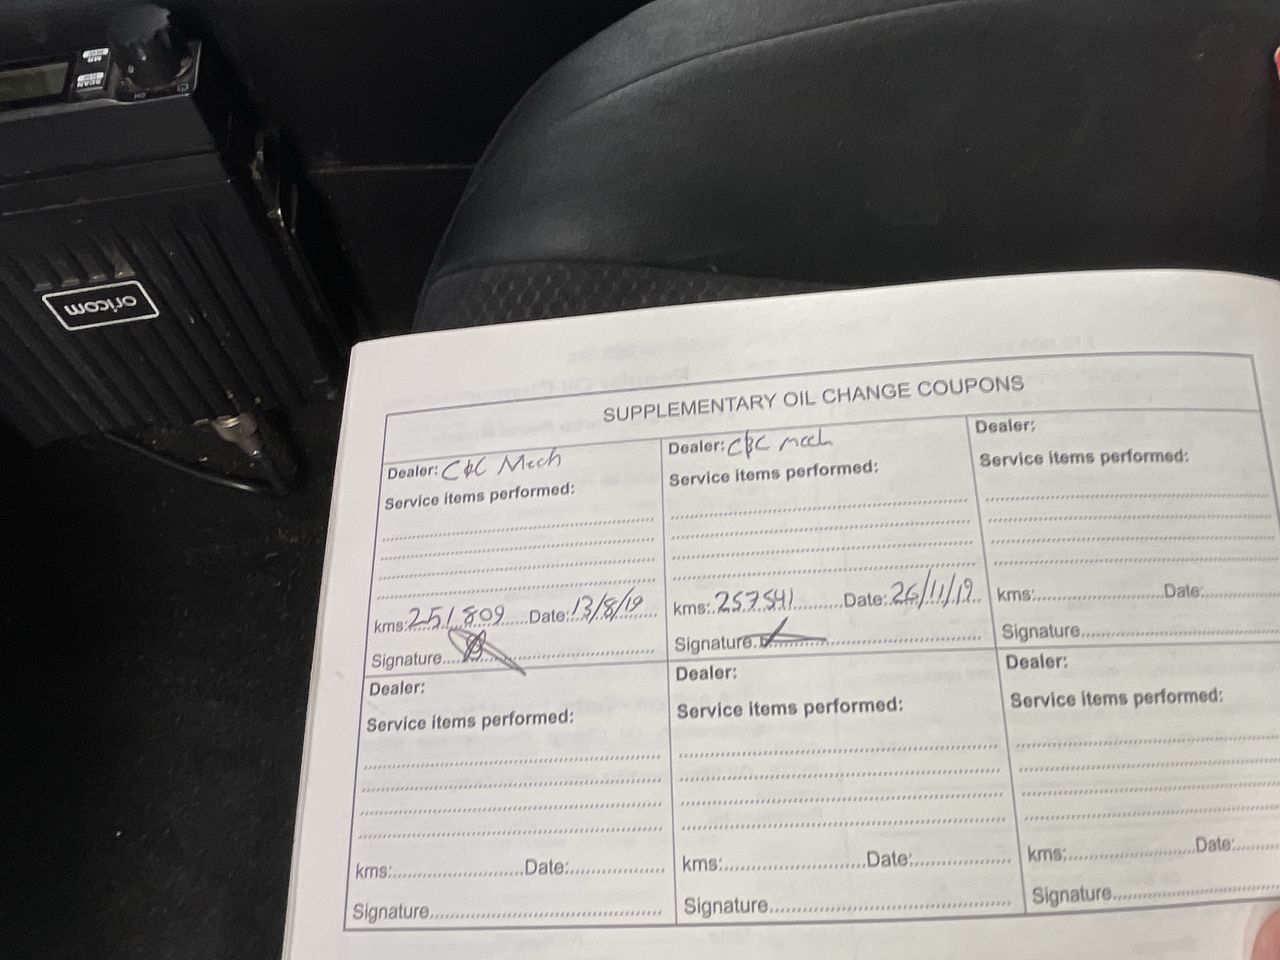 oricom
SUPPLEMENTARY OIL CHANGE COUPONS
Dealer: C&C Mech
Service items performed:
kms: 251 809 Date: 13/8/19
Signature
Dealer: C&C Mech
Service items performed:
kms: 257541 Date: 26/11/19
Signature
Dealer:
Service items performed:
kms: Date:
Signature
Dealer:
Service items performed:
kms: Date:
Signature
Dealer:
Service items performed:
kms: Date:
Signature
Dealer:
Service items performed:
kms: Date:
Signature